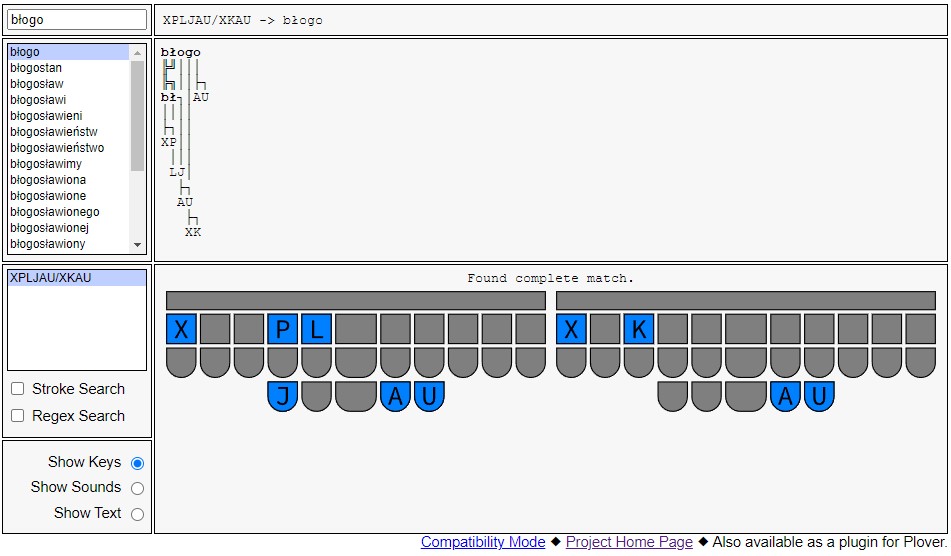 błogo
XPLJAU/XKAU -> błogo
błogo
błogostan
błogosław
błogosławi
błogosławieni
błogosławieństw
błogosławieństwo
błogosławimy
błogosławiona
błogosławione
błogosławionego
błogosławionej
błogosławiony
błogo
bł AU
XP
LJ
AU
XK
XPLJAU/XKAU
Stroke Search
Regex Search
Show Keys
Show Sounds
Show Text
Found complete match.
X P L X K
J A U A U
Compatibility Mode ◆ Project Home Page ◆ Also available as a plugin for Plover.